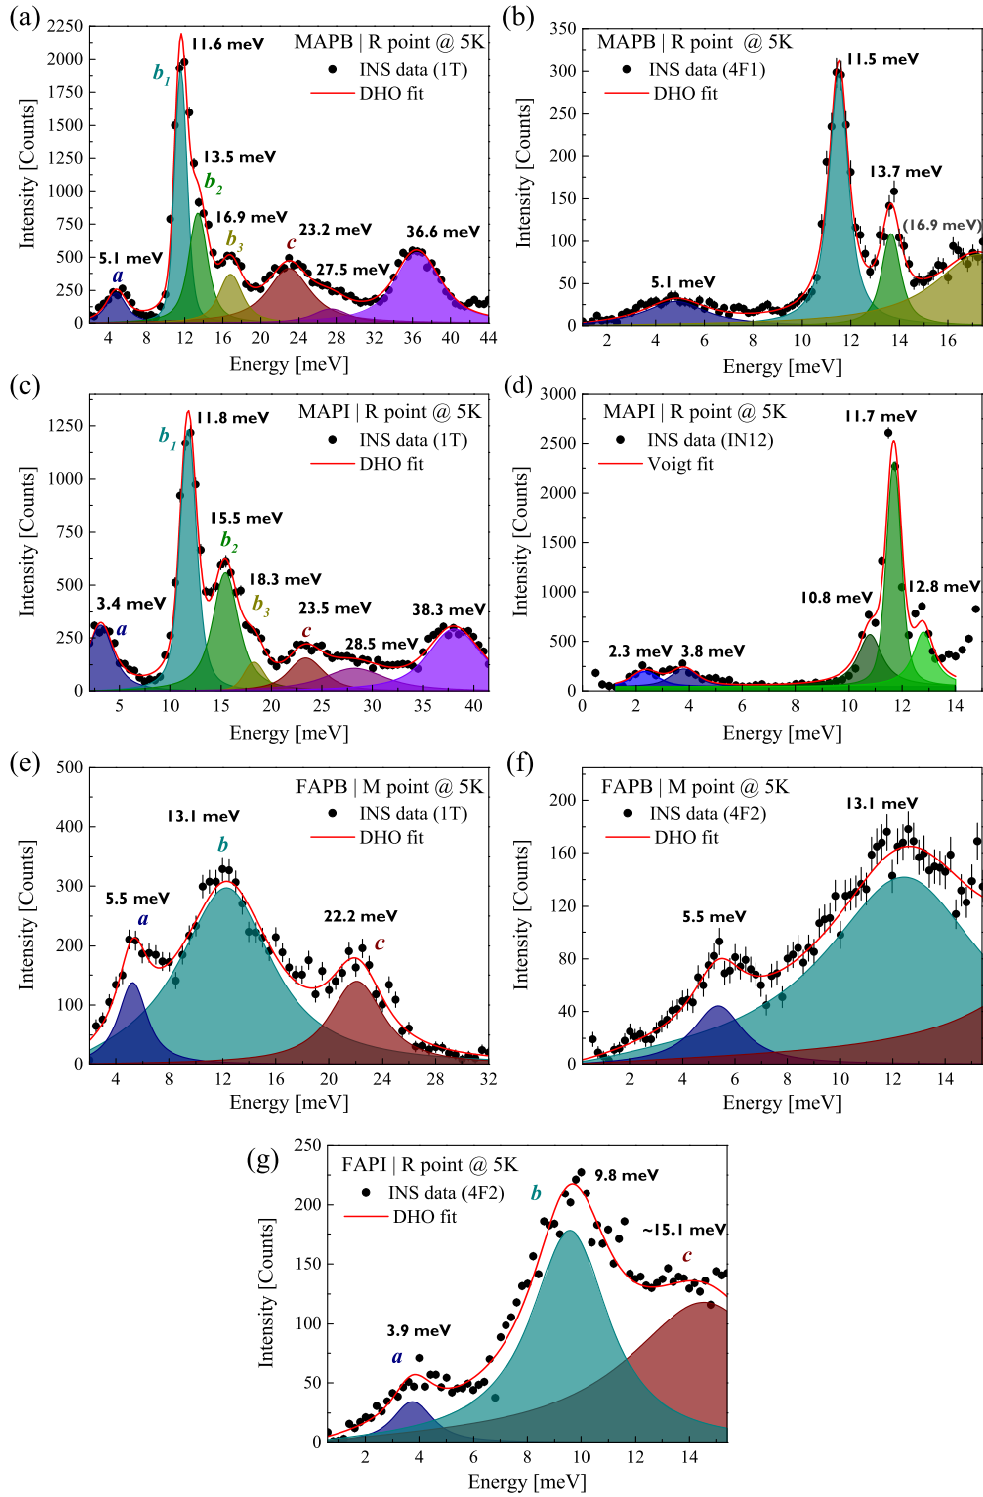 (a)
MAPB | R point @ 5K
INS data (1T)
DHO fit
11.6 meV
b1
13.5 meV
b2
16.9 meV
b3
23.2 meV
c
5.1 meV
a
27.5 meV
36.6 meV
Intensity [Counts]
2250
2000
1750
1500
1250
1000
750
500
250
0
4 8 12 16 20 24 28 32 36 40 44
Energy [meV]
(b)
MAPB | R point @ 5K
INS data (4F1)
DHO fit
11.5 meV
13.7 meV
(16.9 meV)
5.1 meV
Intensity [Counts]
350
300
250
200
150
100
50
0
2 4 6 8 10 12 14 16
Energy [meV]
(c)
MAPI | R point @ 5K
INS data (1T)
DHO fit
11.8 meV
b1
15.5 meV
b2
18.3 meV
b3
3.4 meV
a
23.5 meV
c
28.5 meV
38.3 meV
Intensity [Counts]
1250
1000
750
500
250
0
5 10 15 20 25 30 35 40
Energy [meV]
(d)
MAPI | R point @ 5K
INS data (IN12)
Voigt fit
11.7 meV
10.8 meV
12.8 meV
2.3 meV
3.8 meV
Intensity [Counts]
3000
2500
2000
1500
1000
500
0
0 2 4 6 8 10 12 14
Energy [meV]
(e)
FAPB | M point @ 5K
INS data (1T)
DHO fit
13.1 meV
b
5.5 meV
a
22.2 meV
c
Intensity [Counts]
500
400
300
200
100
0
4 8 12 16 20 24 28 32
Energy [meV]
(f)
FAPB | M point @ 5K
INS data (4F2)
DHO fit
13.1 meV
5.5 meV
Intensity [Counts]
200
160
120
80
40
0
2 4 6 8 10 12 14
Energy [meV]
(g)
FAPI | R point @ 5K
INS data (4F2)
DHO fit
b
9.8 meV
~15.1 meV
c
3.9 meV
a
Intensity [Counts]
250
200
150
100
50
0
2 4 6 8 10 12 14
Energy [meV]